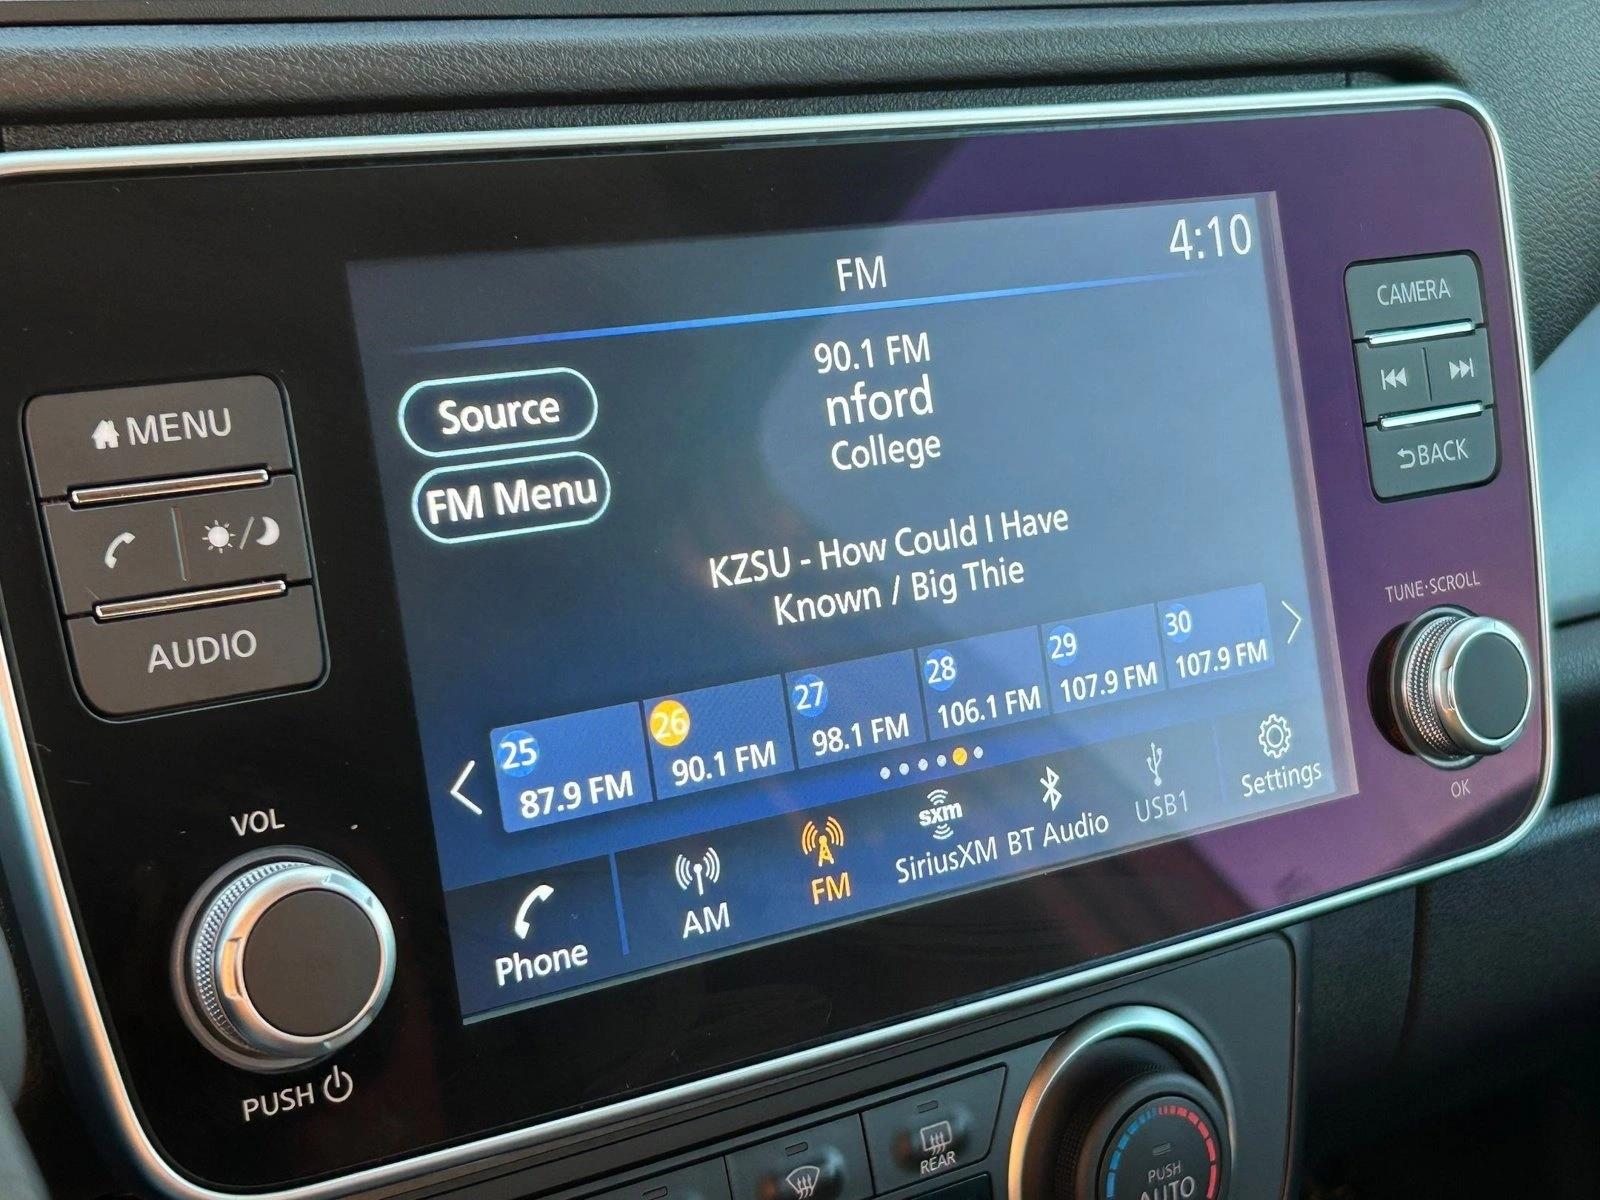 4:10
FM
90.1 FM
nford
College
Source
FM Menu
KZSU - How Could I Have
Known / Big Thie
25
87.9 FM
26
90.1 FM
27
98.1 FM
28
106.1 FM
29
107.9 FM
30
107.9 FM
Phone
AM
FM
sxm
SiriusXM
BT Audio
USB1
Settings
MENU
AUDIO
VOL
PUSH
CAMERA
BACK
TUNE·SCROLL
OK
REAR
PUSH
AUTO